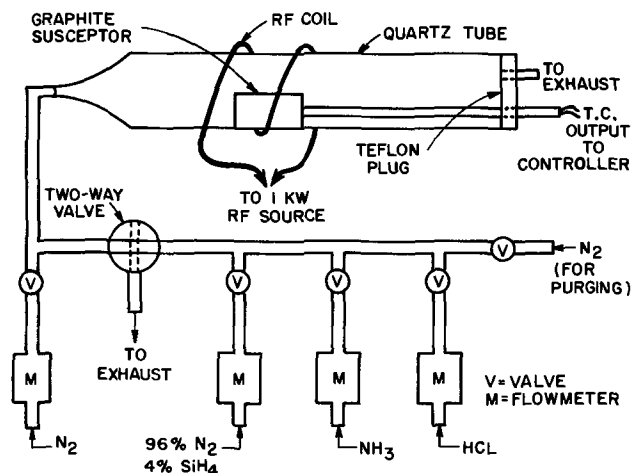 GRAPHITE
SUSCEPTOR
RF COIL
QUARTZ TUBE
TO
EXHAUST
T.C.
OUTPUT
TO
CONTROLLER
TEFLON
PLUG
TO 1 KW
RF SOURCE
TWO-WAY
VALVE
V
V
V
V
V
N2
(FOR
PURGING)
TO
EXHAUST
M
M
M
M
V=VALVE
M=FLOWMETER
N2
96% N2
4% SiH4
NH3
HCL